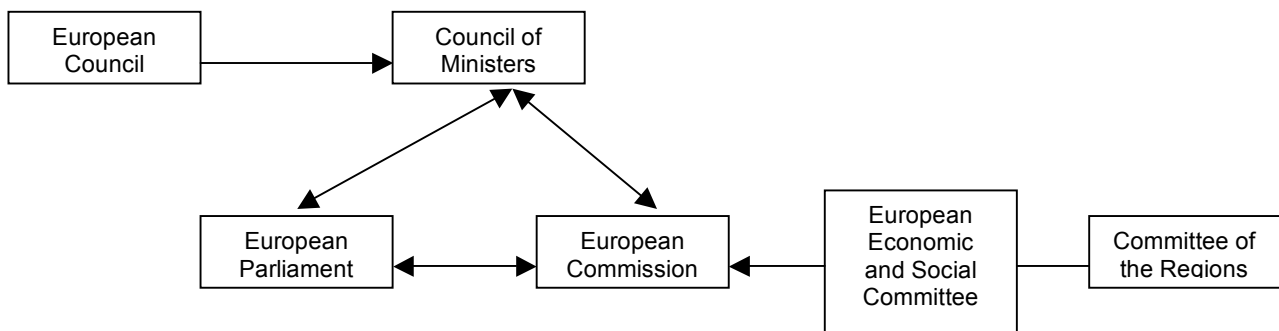 European
Council
Council of
Ministers
European
Parliament
European
Commission
European
Economic
and Social
Committee
Committee of
the Regions